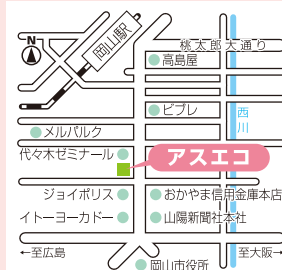 N
岡山駅
桃太郎大通り
高島屋
ビブレ
西川
メルパルク
代々木ゼミナール
アスエコ
ジョイポリス
おかやま信用金庫本店
イトーヨーカドー
山陽新聞社本社
←至広島
岡山市役所
至大阪→